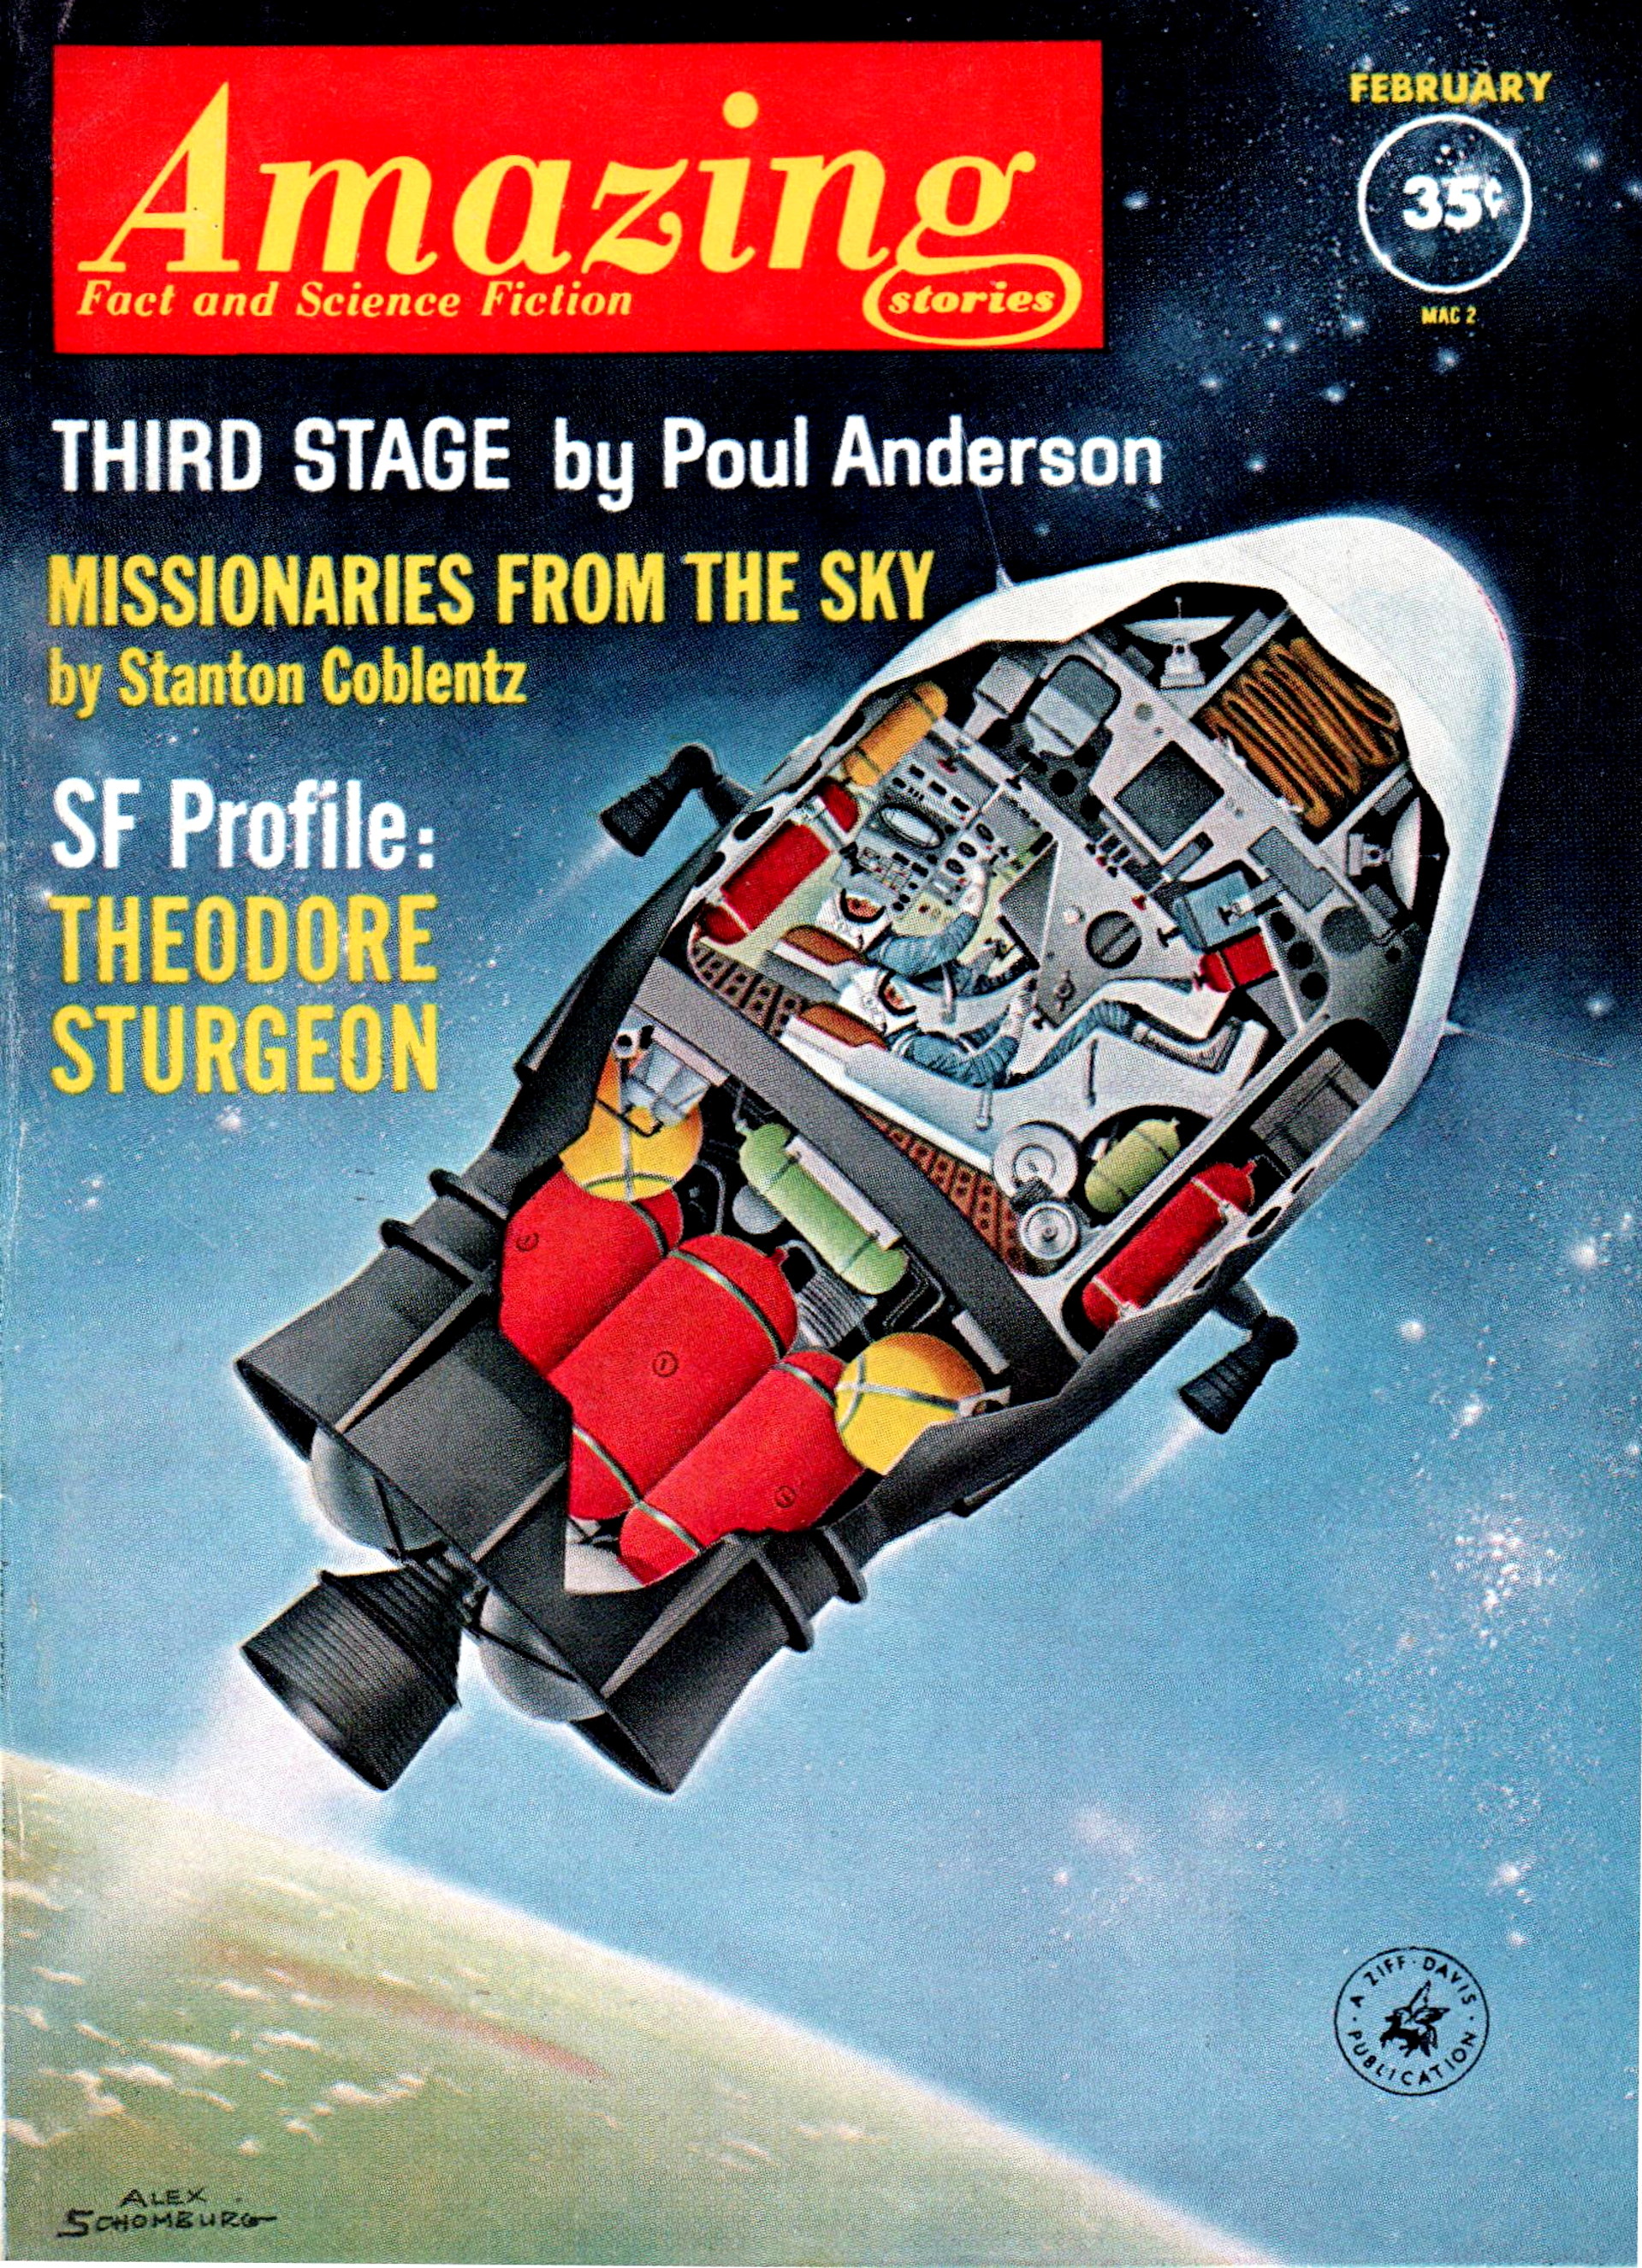 Amazing
Fact and Science Fiction
stories
FEBRUARY
35¢
MAC 2
THIRD STAGE by Poul Anderson
MISSIONARIES FROM THE SKY
by Stanton Coblentz
SF Profile:
THEODORE
STURGEON
A ZIFF-DAVIS
PUBLICATION
ALEX
SCHOMBURG